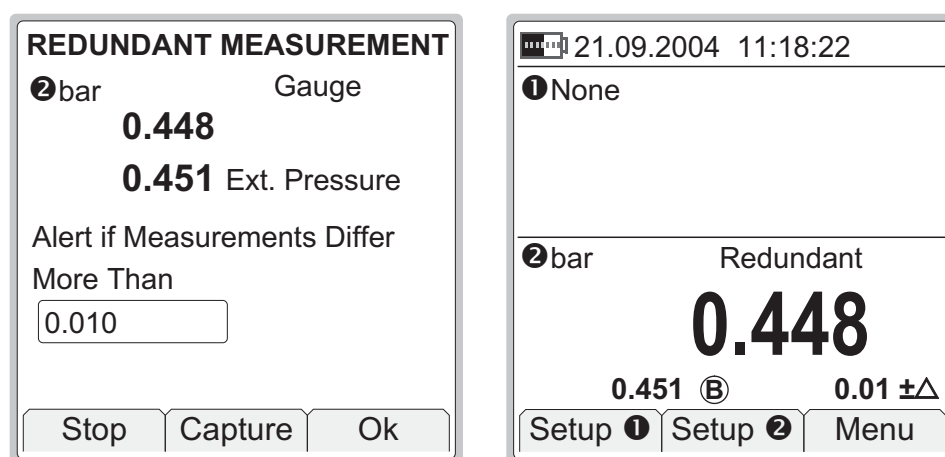 REDUNDANT MEASUREMENT
❷bar Gauge
0.448
0.451 Ext. Pressure
Alert if Measurements Differ
More Than
0.010
Stop Capture Ok
21.09.2004 11:18:22
❶None
❷bar Redundant
0.448
0.451 Ⓑ 0.01 ±△
Setup ❶ Setup ❷ Menu